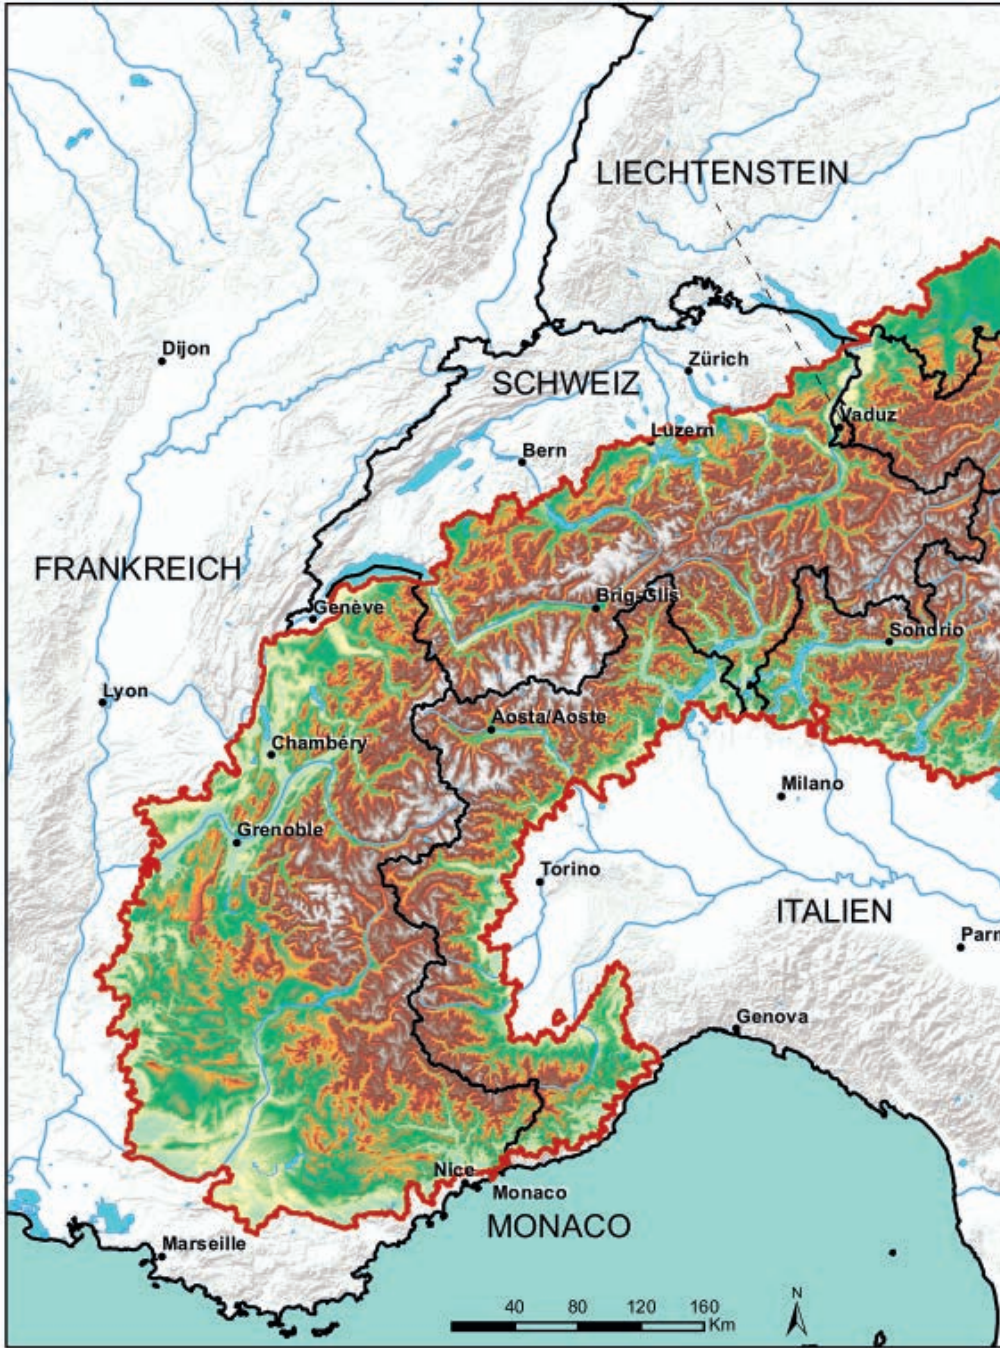 LIECHTENSTEIN
Dijon
Zürich
SCHWEIZ
Vaduz
Luzern
Bern
FRANKREICH
Brig-Glis
Genève
Sondrio
Lyon
Aosta/Aoste
Chambéry
Milano
Grenoble
Torino
ITALIEN
Parm
Genova
Nice
Monaco
MONACO
Marseille
N
40 80 120 160
Km